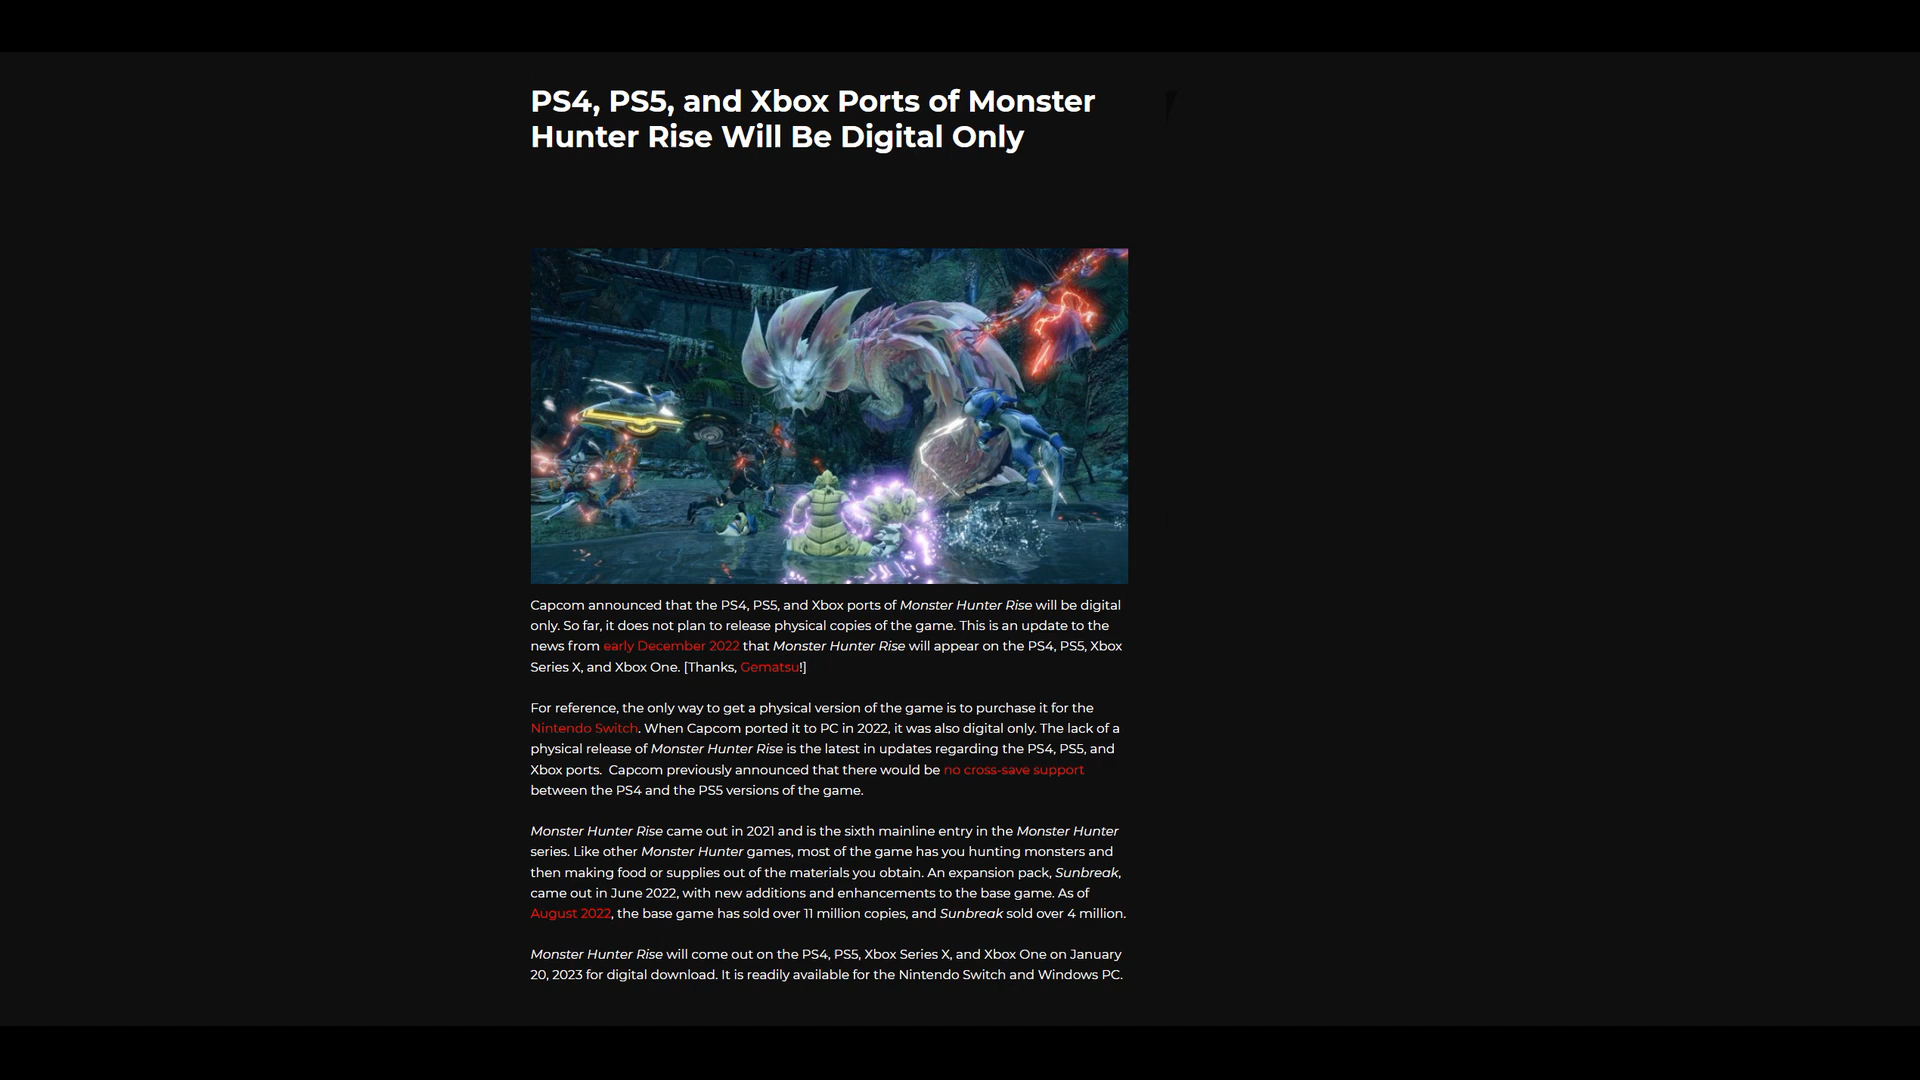 PS4, PS5, and Xbox Ports of Monster
Hunter Rise Will Be Digital Only
Capcom announced that the PS4, PS5, and Xbox ports of Monster Hunter Rise will be digital
only. So far, it does not plan to release physical copies of the game. This is an update to the
news from early December 2022 that Monster Hunter Rise will appear on the PS4, PS5, Xbox
Series X, and Xbox One. [Thanks, Gematsu!]
For reference, the only way to get a physical version of the game is to purchase it for the
Nintendo Switch. When Capcom ported it to PC in 2022, it was also digital only. The lack of a
physical release of Monster Hunter Rise is the latest in updates regarding the PS4, PS5, and
Xbox ports.  Capcom previously announced that there would be no cross-save support
between the PS4 and the PS5 versions of the game.
Monster Hunter Rise came out in 2021 and is the sixth mainline entry in the Monster Hunter
series. Like other Monster Hunter games, most of the game has you hunting monsters and
then making food or supplies out of the materials you obtain. An expansion pack, Sunbreak,
came out in June 2022, with new additions and enhancements to the base game. As of
August 2022, the base game has sold over 11 million copies, and Sunbreak sold over 4 million.
Monster Hunter Rise will come out on the PS4, PS5, Xbox Series X, and Xbox One on January
20, 2023 for digital download. It is readily available for the Nintendo Switch and Windows PC.